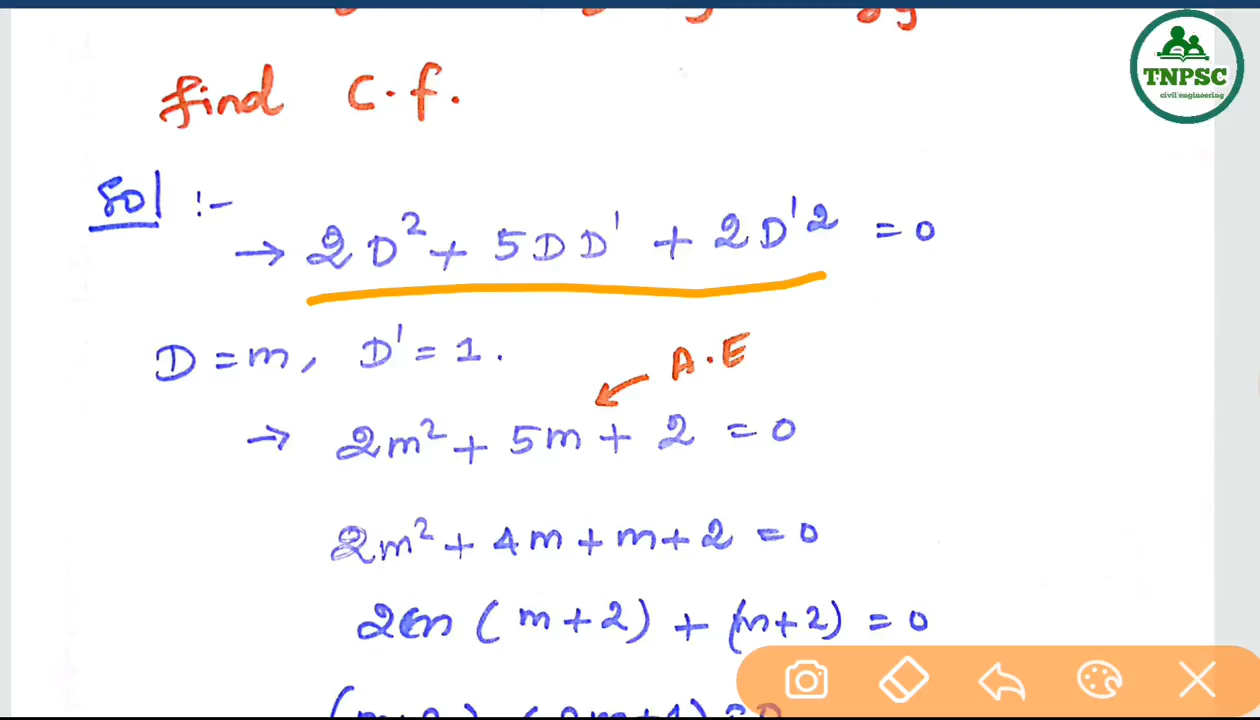 TNPSC
civil engineering
find C.f.
Sol :-
→ 2D² + 5DD' + 2D'2 = 0
D = m, D' = 1.
A.E
→ 2m² + 5m + 2 = 0
2m² + 4m + m + 2 = 0
2m (m+2) + (m+2) = 0